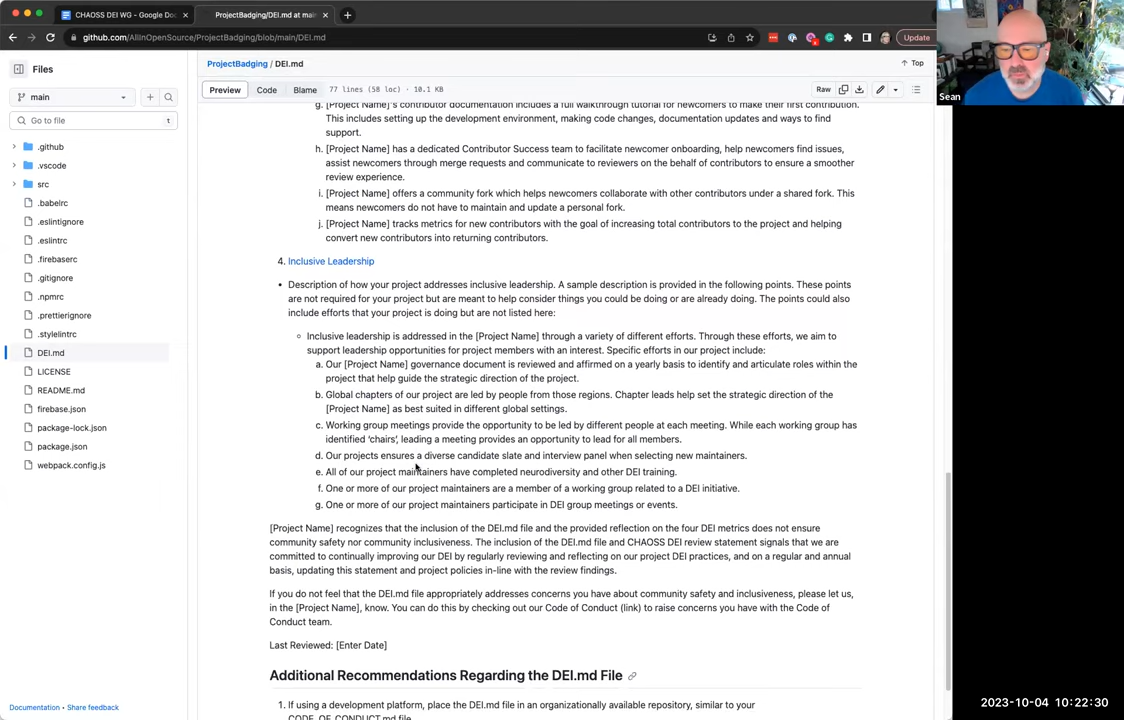 CHAOSS DEI WG - Google Doc
ProjectBadging/DEI.md at mai
github.com/AllInOpenSource/ProjectBadging/blob/main/DEI.md
Update
Files
main
Go to file
t
.github
.vscode
src
.babelrc
.eslintignore
.eslintrc
.firebaserc
.gitignore
.npmrc
.prettierignore
.stylelintrc
DEI.md
LICENSE
README.md
firebase.json
package-lock.json
package.json
webpack.config.js
Documentation • Share feedback
ProjectBadging / DEI.md
Top
Preview Code Blame 77 lines (58 loc) · 10.1 KB
Raw
g. [Project Name]'s contributor documentation includes a full walkthrough tutorial for newcomers to make their first contribution.
This includes setting up the development environment, making code changes, documentation updates and ways to find
support.
h. [Project Name] has a dedicated Contributor Success team to facilitate newcomer onboarding, help newcomers find issues,
assist newcomers through merge requests and communicate to reviewers on the behalf of contributors to ensure a smoother
review experience.
i. [Project Name] offers a community fork which helps newcomers collaborate with other contributors under a shared fork. This
means newcomers do not have to maintain and update a personal fork.
j. [Project Name] tracks metrics for new contributors with the goal of increasing total contributors to the project and helping
convert new contributors into returning contributors.
4. Inclusive Leadership
• Description of how your project addresses inclusive leadership. A sample description is provided in the following points. These points
are not required for your project but are meant to help consider things you could be doing or are already doing. The points could also
include efforts that your project is doing but are not listed here:
◦ Inclusive leadership is addressed in the [Project Name] through a variety of different efforts. Through these efforts, we aim to
support leadership opportunities for project members with an interest. Specific efforts in our project include:
a. Our [Project Name] governance document is reviewed and affirmed on a yearly basis to identify and articulate roles within the
project that help guide the strategic direction of the project.
b. Global chapters of our project are led by people from those regions. Chapter leads help set the strategic direction of the
[Project Name] as best suited in different global settings.
c. Working group meetings provide the opportunity to be led by different people at each meeting. While each working group has
identified 'chairs', leading a meeting provides an opportunity to lead for all members.
d. Our projects ensures a diverse candidate slate and interview panel when selecting new maintainers.
e. All of our project maintainers have completed neurodiversity and other DEI training.
f. One or more of our project maintainers are a member of a working group related to a DEI initiative.
g. One or more of our project maintainers participate in DEI group meetings or events.
[Project Name] recognizes that the inclusion of the DEI.md file and the provided reflection on the four DEI metrics does not ensure
community safety nor community inclusiveness. The inclusion of the DEI.md file and CHAOSS DEI review statement signals that we are
committed to continually improving our DEI by regularly reviewing and reflecting on our project DEI practices, and on a regular and annual
basis, updating this statement and project policies in-line with the review findings.
If you do not feel that the DEI.md file appropriately addresses concerns you have about community safety and inclusiveness, please let us,
in the [Project Name], know. You can do this by checking out our Code of Conduct (link) to raise concerns you have with the Code of
Conduct team.
Last Reviewed: [Enter Date]
Additional Recommendations Regarding the DEI.md File
1. If using a development platform, place the DEI.md file in an organizationally available repository, similar to your
CODE_OF_CONDUCT.md file.
Sean
2023-10-04 10:22:30